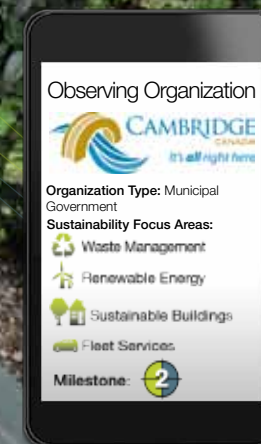 Observing Organization
CAMBRIDGE
CANADA
It's all right here
Organization Type: Municipal
Government
Sustainability Focus Areas:
Waste Management
Renewable Energy
Sustainable Buildings
Fleet Services
Milestone: 2